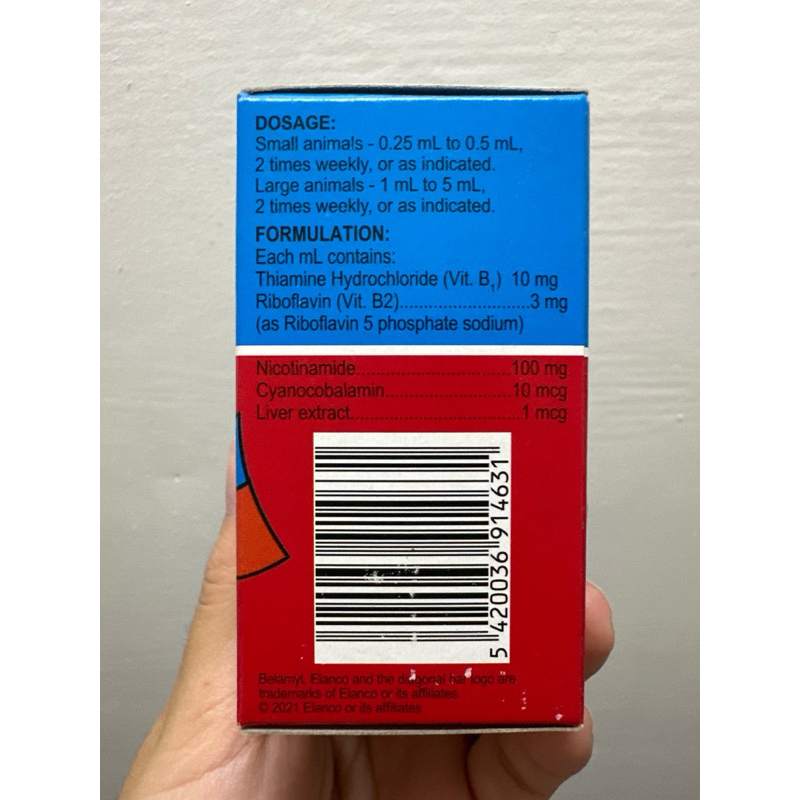 DOSAGE:
Small animals - 0.25 mL to 0.5 mL,
2 times weekly, or as indicated.
Large animals - 1 mL to 5 mL,
2 times weekly, or as indicated.
FORMULATION:
Each mL contains:
Thiamine Hydrochloride (Vit. B₁) 10 mg
Riboflavin (Vit. B2)..............................3 mg
(as Riboflavin 5 phosphate sodium)
Nicotinamide....................................100 mg
Cyanocobalamin.............................10 mcg
Liver extract.......................................1 mcg
5 420036 914631
Belamyl, Elanco and the diagonal bar logo are
trademarks of Elanco or its affiliates.
© 2021 Elanco or its affiliates